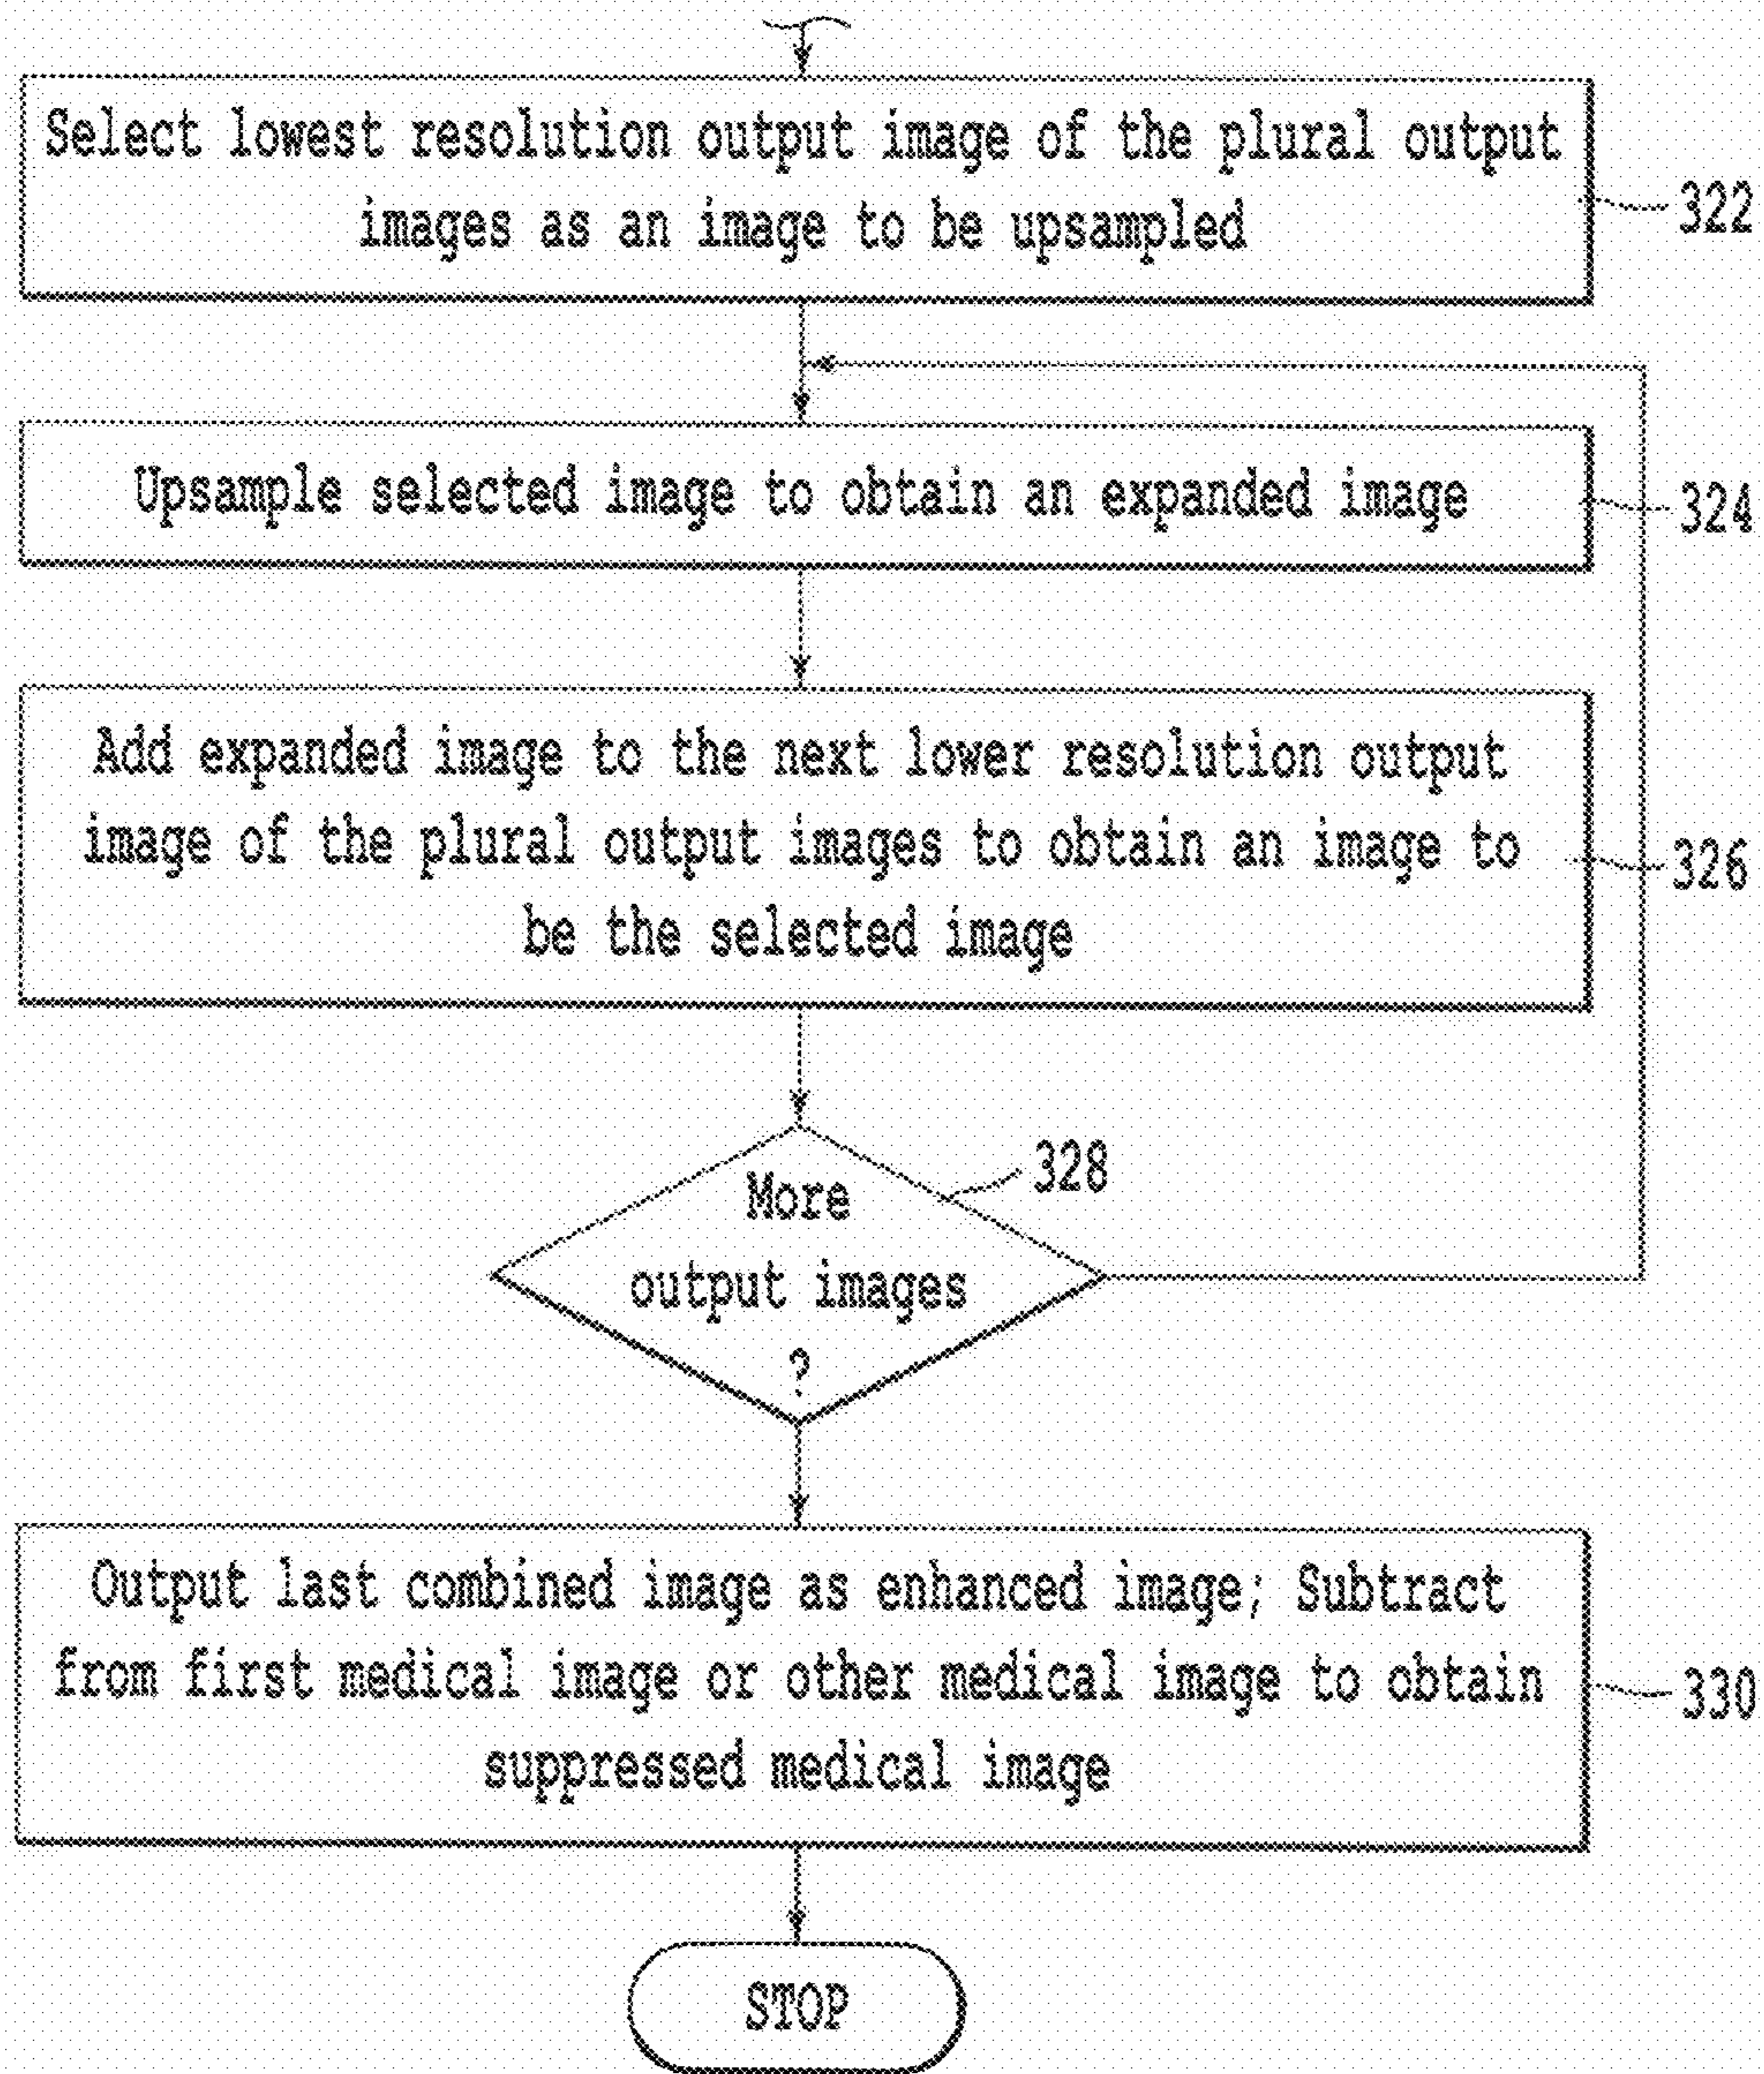 Select lowest resolution output image of the plural output
images as an image to be upsampled
322
Upsample selected image to obtain an expanded image
324
Add expanded image to the next lower resolution output
image of the plural output images to obtain an image to
be the selected image
326
328
More
output images
?
Output last combined image as enhanced image; Subtract
from first medical image or other medical image to obtain
suppressed medical image
330
STOP